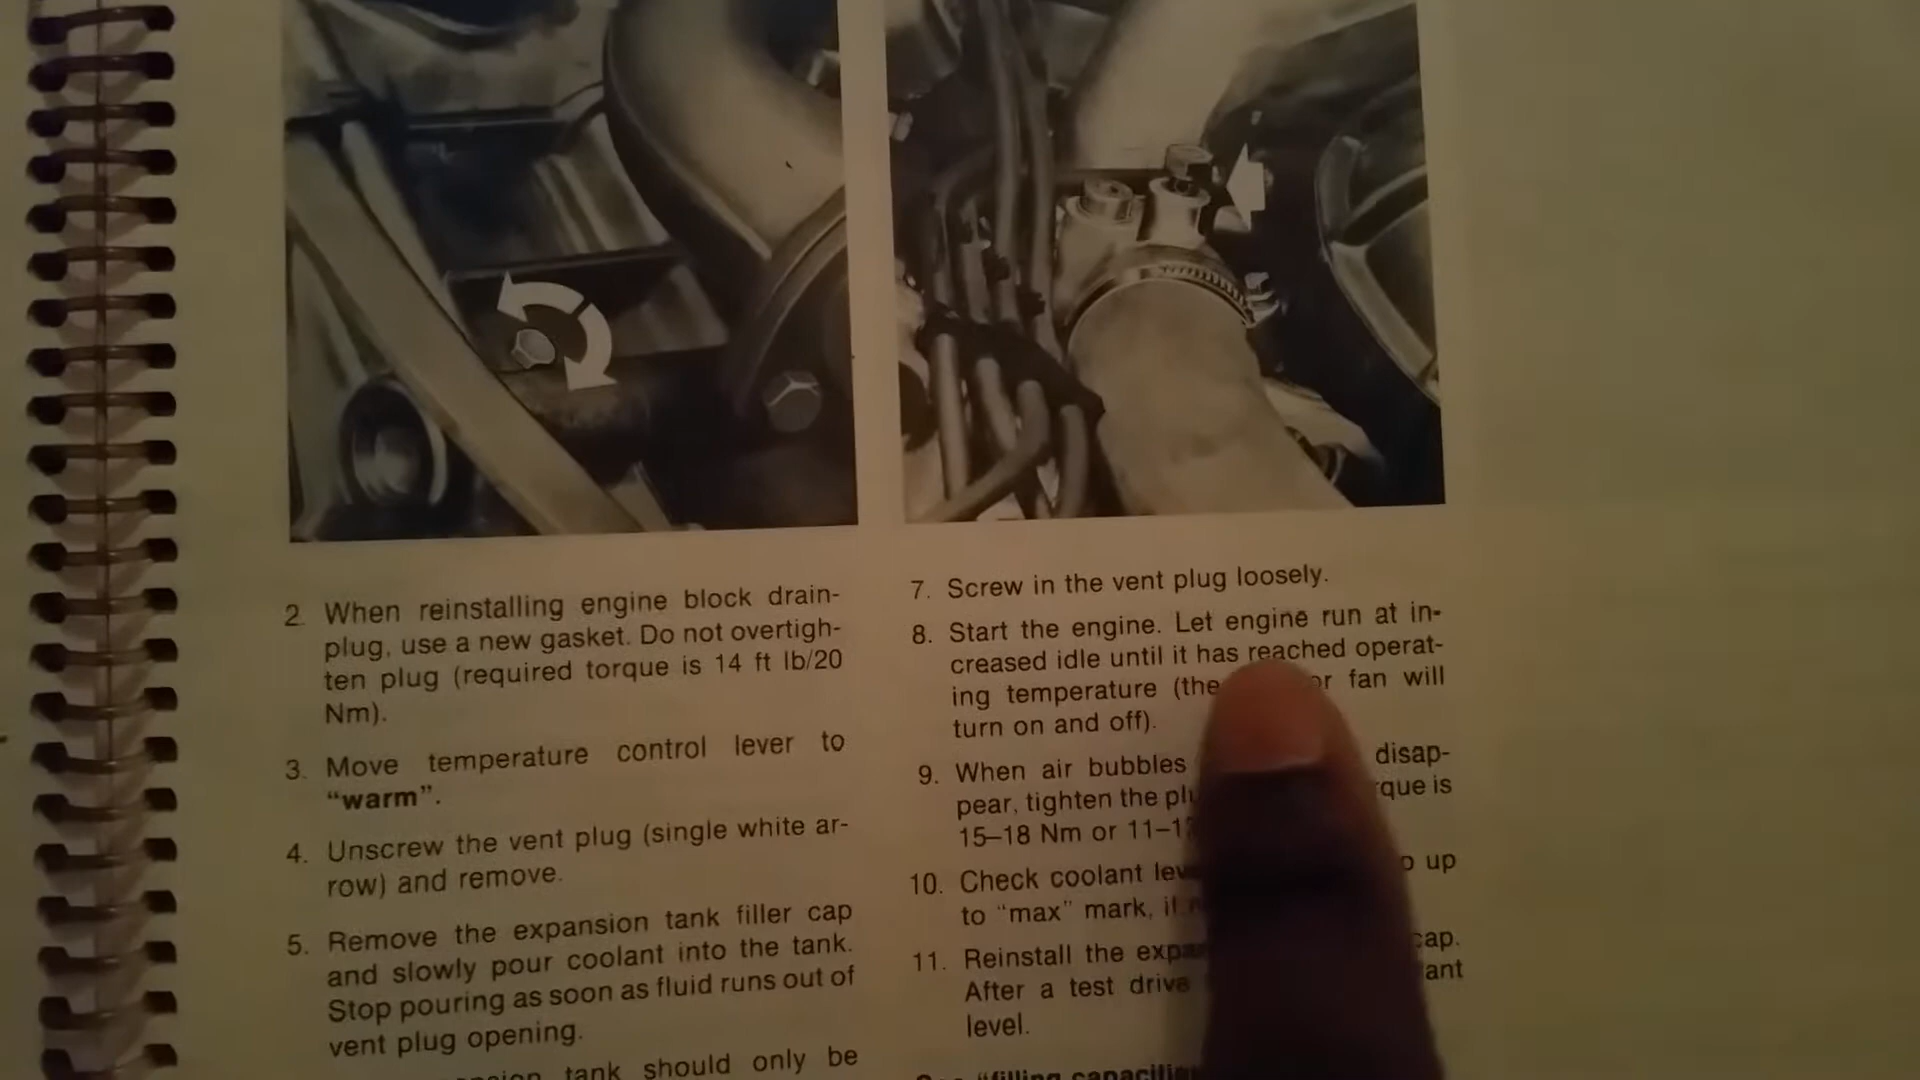 2. When reinstalling engine block drain-
plug, use a new gasket. Do not overtigh-
ten plug (required torque is 14 ft lb/20
Nm).
3. Move temperature control lever to
“warm”.
4. Unscrew the vent plug (single white ar-
row) and remove.
5. Remove the expansion tank filler cap
and slowly pour coolant into the tank.
Stop pouring as soon as fluid runs out of
vent plug opening.
tank should only be
7. Screw in the vent plug loosely.
8. Start the engine. Let engine run at in-
creased idle until it has reached operat-
ing temperature (the fan will
turn on and off).
9. When air bubbles disap-
pear, tighten the is
15–18 Nm or
10. Check coolant up
to “max” mark,
11. Reinstall the cap.
After a test drive
level.
“filling